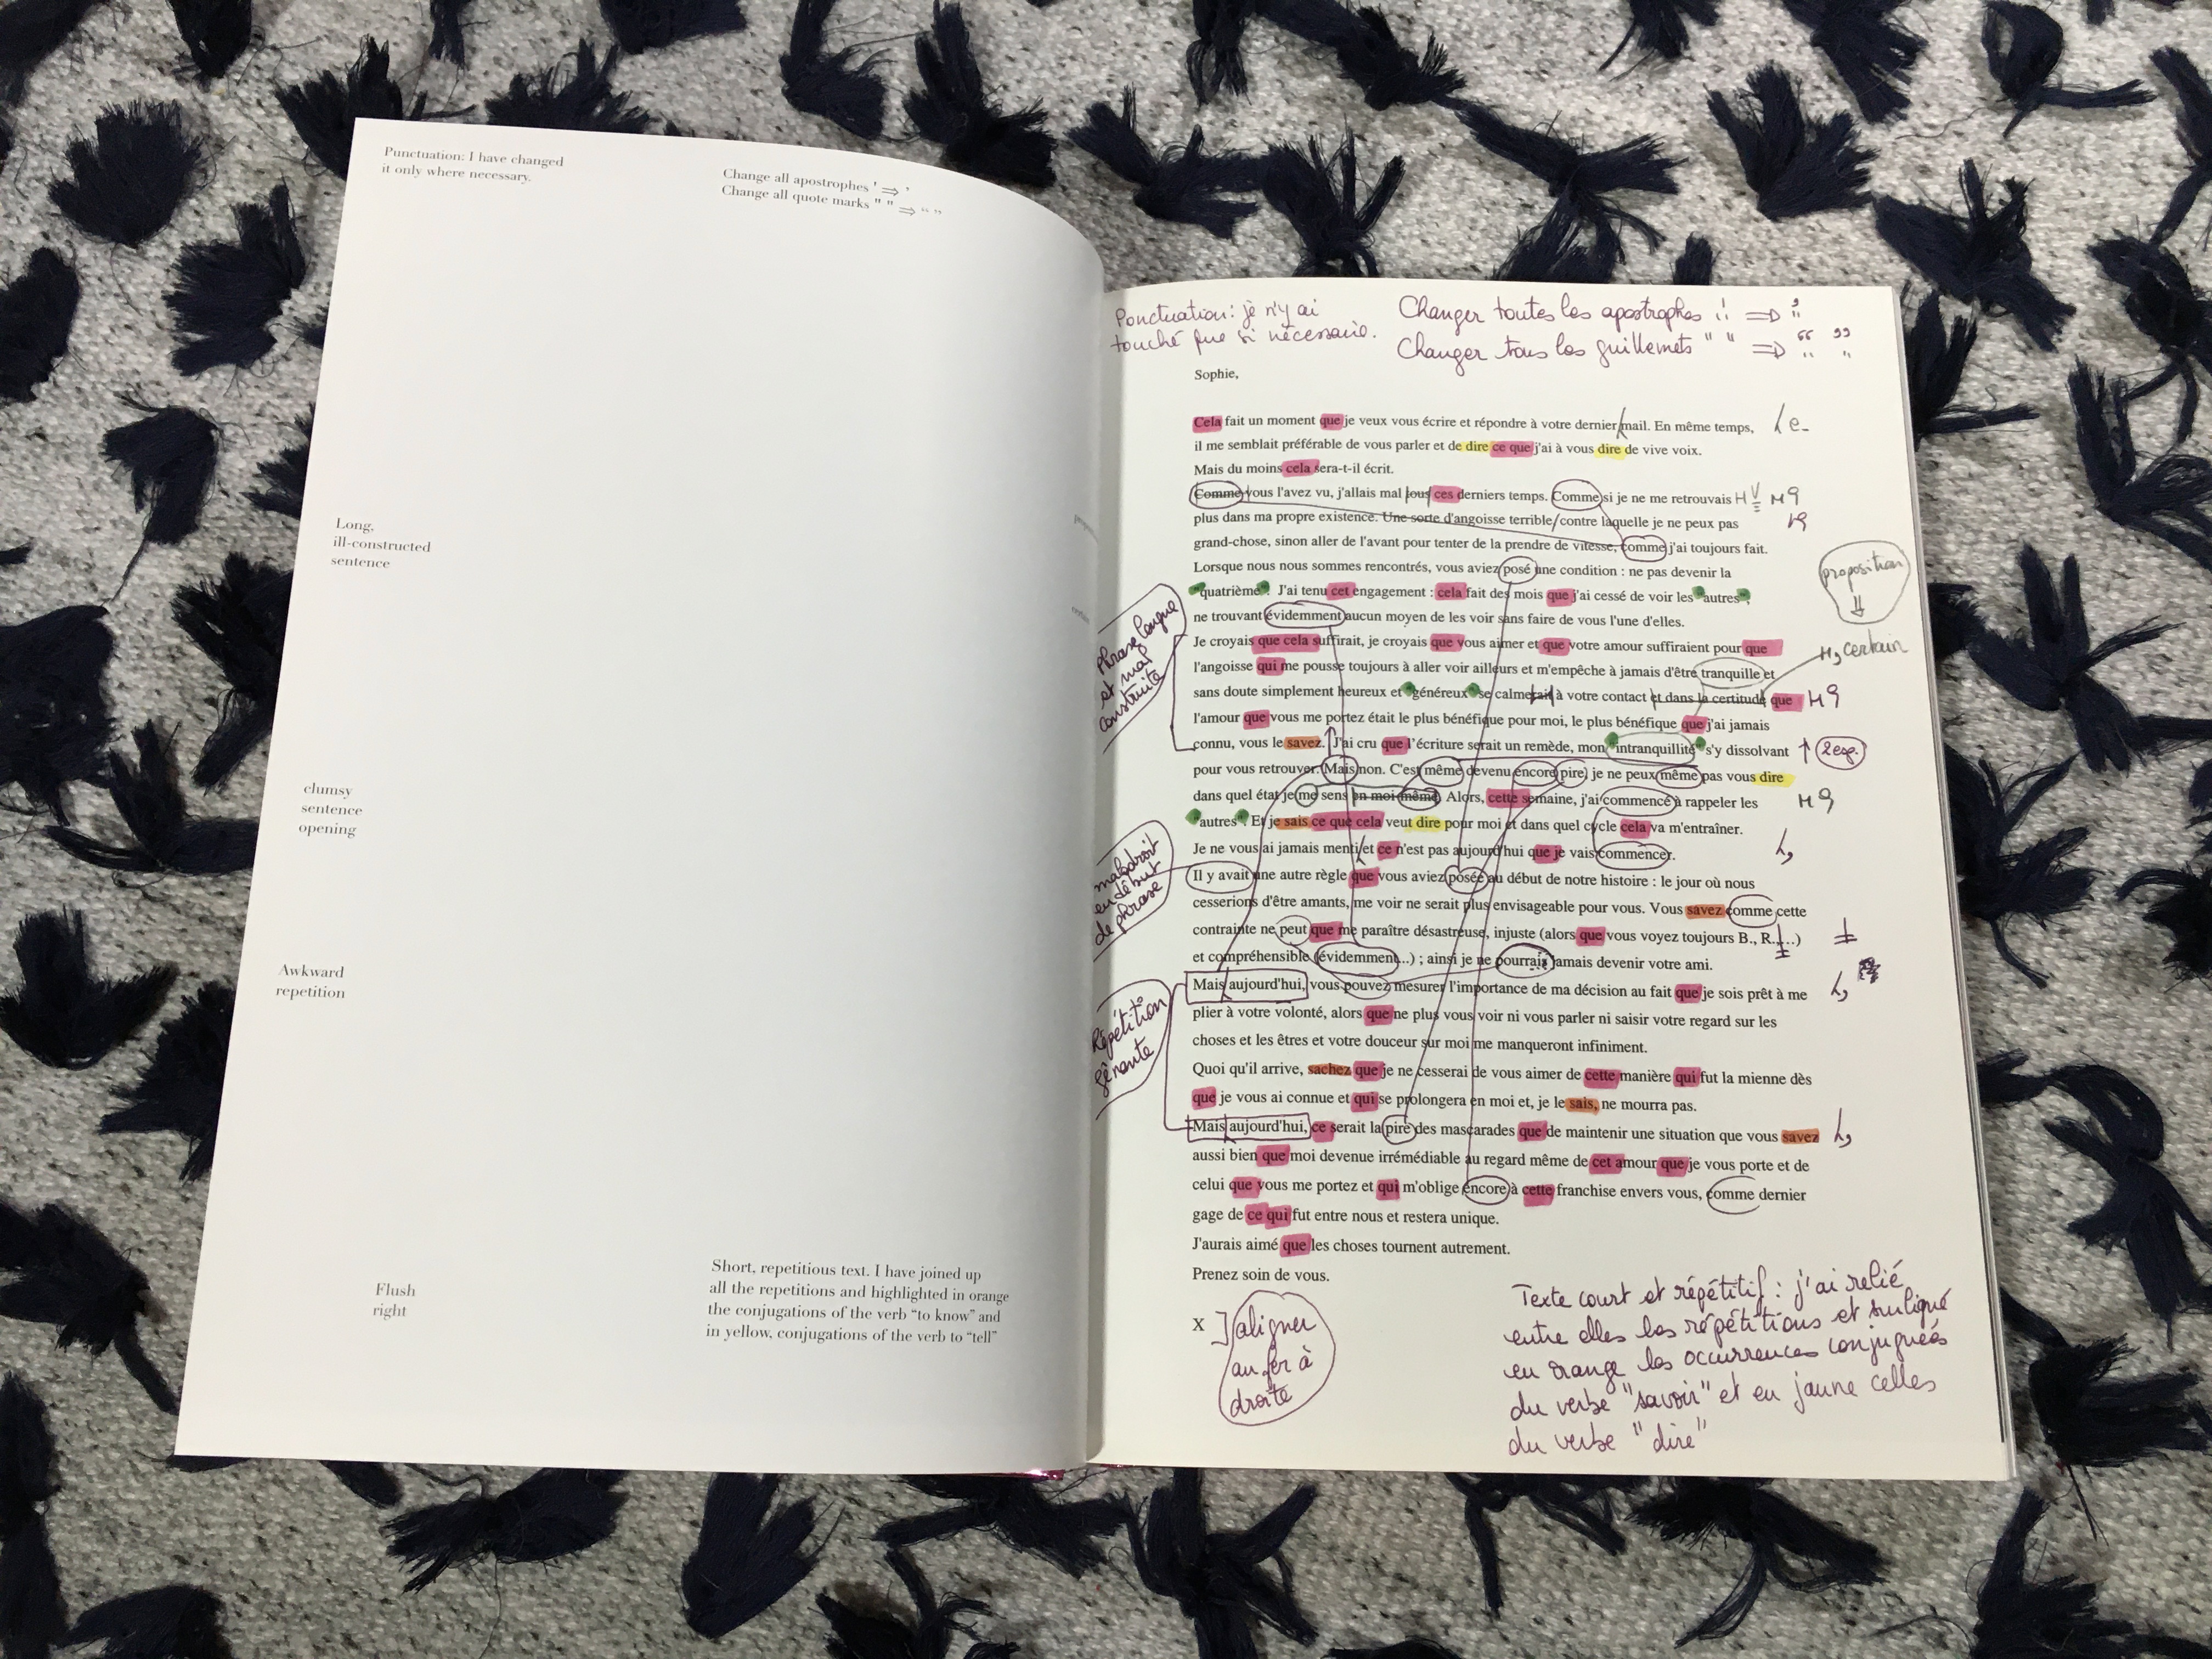 Punctuation: I have changed
it only where necessary.
Change all apostrophes ' ⇒ ’
Change all quote marks " " ⇒ “ ”
Long,
ill-constructed
sentence
clumsy
sentence
opening
Awkward
repetition
Flush
right
Short, repetitious text. I have joined up
all the repetitions and highlighted in orange
the conjugations of the verb “to know” and
in yellow, conjugations of the verb to “tell”
Ponctuation: je n'y ai
touché que si nécessaire.
Changer toutes les apostrophes ' ⇒ ’
Changer tous les guillemets " " ⇒ “ ”
Sophie,
Cela fait un moment que je veux vous écrire et répondre à votre dernier mail. En même temps,
il me semblait préférable de vous parler et de dire ce que j'ai à vous dire de vive voix.
Mais du moins cela sera-t-il écrit.
Comme vous l'avez vu, j'allais mal tous ces derniers temps. Comme si je ne me retrouvais
plus dans ma propre existence. Une sorte d'angoisse terrible, contre laquelle je ne peux pas
grand-chose, sinon aller de l'avant pour tenter de la prendre de vitesse, comme j'ai toujours fait.
Lorsque nous nous sommes rencontrés, vous aviez posé une condition : ne pas devenir la
"quatrième". J'ai tenu cet engagement : cela fait des mois que j'ai cessé de voir les "autres",
ne trouvant évidemment aucun moyen de les voir sans faire de vous l'une d'elles.
Je croyais que cela suffirait, je croyais que vous aimer et que votre amour suffiraient pour que
l'angoisse qui me pousse toujours à aller voir ailleurs et m'empêche à jamais d'être tranquille et
sans doute simplement heureux et "généreux" se calmerait à votre contact et dans la certitude que
l'amour que vous me portez était le plus bénéfique pour moi, le plus bénéfique que j'ai jamais
connu, vous le savez. J'ai cru que l'écriture serait un remède, mon "intranquillité" s'y dissolvant
pour vous retrouver. Mais non. C'est même devenu encore pire, je ne peux même pas vous dire
dans quel état je me sens en moi-même. Alors, cette semaine, j'ai commencé à rappeler les
"autres". Et je sais ce que cela veut dire pour moi et dans quel cycle cela va m'entraîner.
Je ne vous ai jamais menti et ce n'est pas aujourd'hui que je vais commencer.
Il y avait une autre règle que vous aviez posée au début de notre histoire : le jour où nous
cesserions d'être amants, me voir ne serait plus envisageable pour vous. Vous savez comme cette
contrainte ne peut que me paraître désastreuse, injuste (alors que vous voyez toujours B., R.,...)
et compréhensible (évidemment...) ; ainsi je ne pourrais jamais devenir votre ami.
Mais aujourd'hui, vous pouvez mesurer l'importance de ma décision au fait que je sois prêt à me
plier à votre volonté, alors que ne plus vous voir ni vous parler ni saisir votre regard sur les
choses et les êtres et votre douceur sur moi me manqueront infiniment.
Quoi qu'il arrive, sachez que je ne cesserai de vous aimer de cette manière qui fut la mienne dès
que je vous ai connue et qui se prolongera en moi et, je le sais, ne mourra pas.
Mais aujourd'hui, ce serait la pire des mascarades que de maintenir une situation que vous savez
aussi bien que moi devenue irrémédiable au regard même de cet amour que je vous porte et de
celui que vous me portez et qui m'oblige encore à cette franchise envers vous, comme dernier
gage de ce qui fut entre nous et restera unique.
J'aurais aimé que les choses tournent autrement.
Prenez soin de vous.
X
phrase longue
et mal
construite
maladroit
en début
de phrase
Répétition
gênante
e-
proposition
certain
2 esp.
aligner
au fer à
droite
Texte court et répétitif : j'ai relié
entre elles les répétitions et surligné
en orange les occurrences conjuguées
du verbe "savoir" et en jaune celles
du verbe "dire"